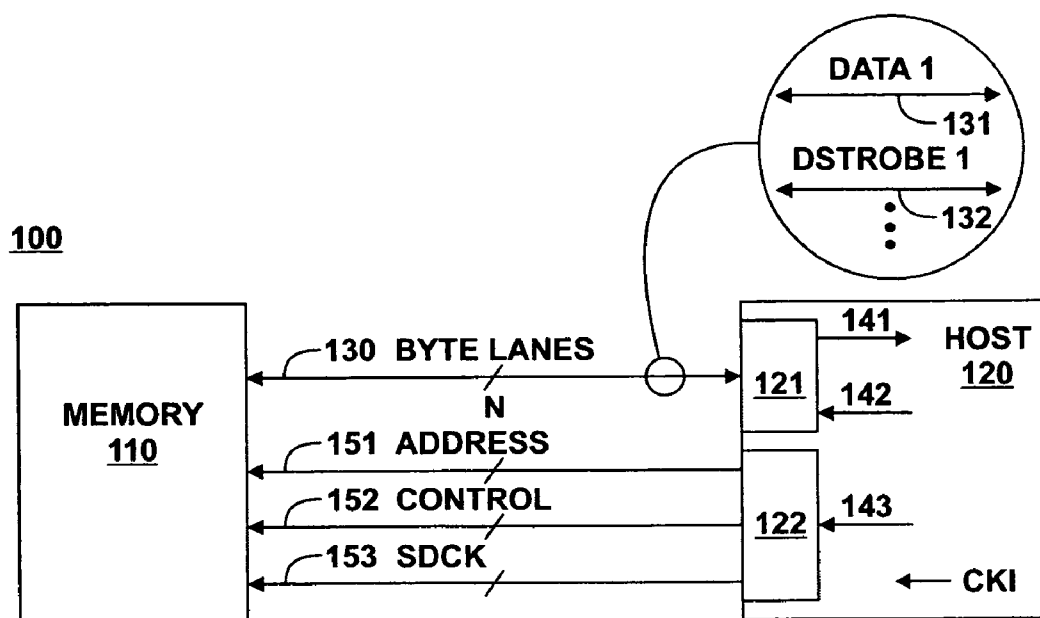 DATA 1
131
DSTROBE 1
132
100
130 BYTE LANES
N
141
HOST
120
121
142
MEMORY
110
151 ADDRESS
152 CONTROL
122
143
153 SDCK
CKI